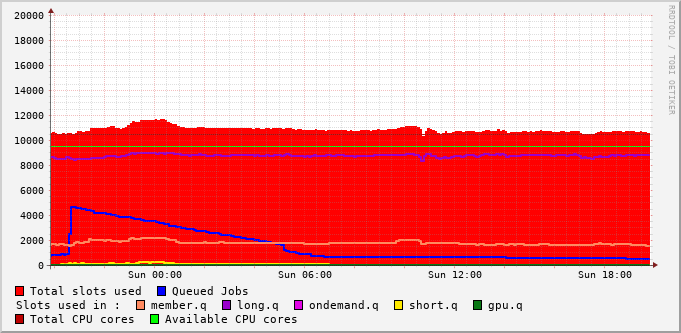 20000
18000
16000
14000
12000
10000
8000
6000
4000
2000
0
Sun 00:00 Sun 06:00 Sun 12:00 Sun 18:00
RRDTOOL / TOBI OETIKER
Total slots used Queued Jobs
Slots used in : member.q long.q ondemand.q short.q gpu.q
Total CPU cores Available CPU cores